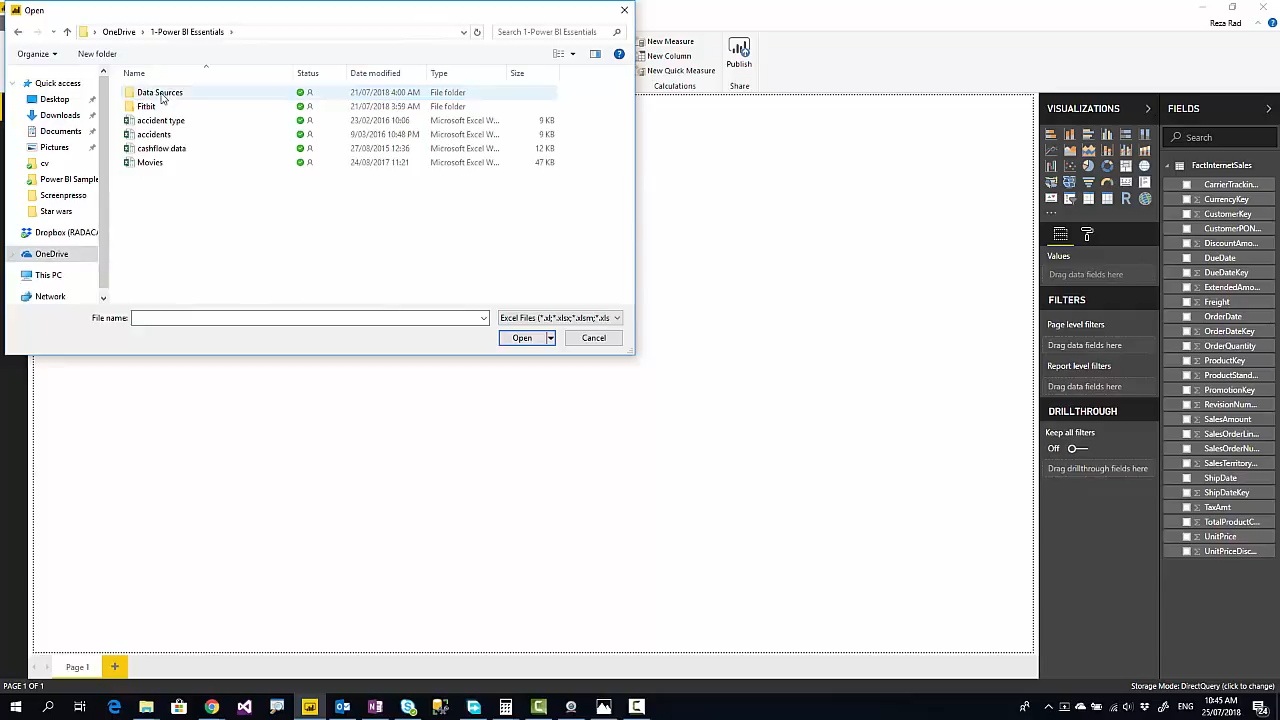 Open
Reza Rad
OneDrive > 1-Power BI Essentials >
Search 1-Power BI Essentials
Organize
New folder
Name Status Date modified Type Size
Quick access
Desktop
Downloads
Documents
Pictures
cv
Power BI Sample
Screenpresso
Star wars
Dropbox (RADACA
OneDrive
This PC
Network
Data Sources 21/07/2018 4:00 AM File folder
Fitbit 21/07/2018 3:59 AM File folder
accident type 23/02/2016 10:06 Microsoft Excel W... 9 KB
accidents 9/03/2016 10:48 PM Microsoft Excel W... 9 KB
cashflow data 27/08/2015 12:36 Microsoft Excel W... 12 KB
Movies 24/08/2017 11:21 Microsoft Excel W... 47 KB
File name:
Excel Files (*.xl;*.xlsx;*.xlsm;*.xls
Open
Cancel
New Measure
New Column
New Quick Measure
Calculations
Publish
Share
VISUALIZATIONS
R
...
Values
Drag data fields here
FILTERS
Page level filters
Drag data fields here
Report level filters
Drag data fields here
DRILLTHROUGH
Keep all filters
Off
Drag drillthrough fields here
FIELDS
Search
FactInternetSales
CarrierTrackin...
Σ CurrencyKey
Σ CustomerKey
CustomerPON...
Σ DiscountAmo...
DueDate
Σ DueDateKey
Σ ExtendedAmo...
Σ Freight
OrderDate
Σ OrderDateKey
Σ OrderQuantity
Σ ProductKey
Σ ProductStand...
Σ PromotionKey
Σ RevisionNum...
Σ SalesAmount
Σ SalesOrderLin...
SalesOrderNu...
Σ SalesTerritory...
ShipDate
Σ ShipDateKey
Σ TaxAmt
Σ TotalProductC...
Σ UnitPrice
Σ UnitPriceDisc...
Page 1
PAGE 1 OF 1
Storage Mode: DirectQuery (click to change)
10:45 AM
25/07/2018